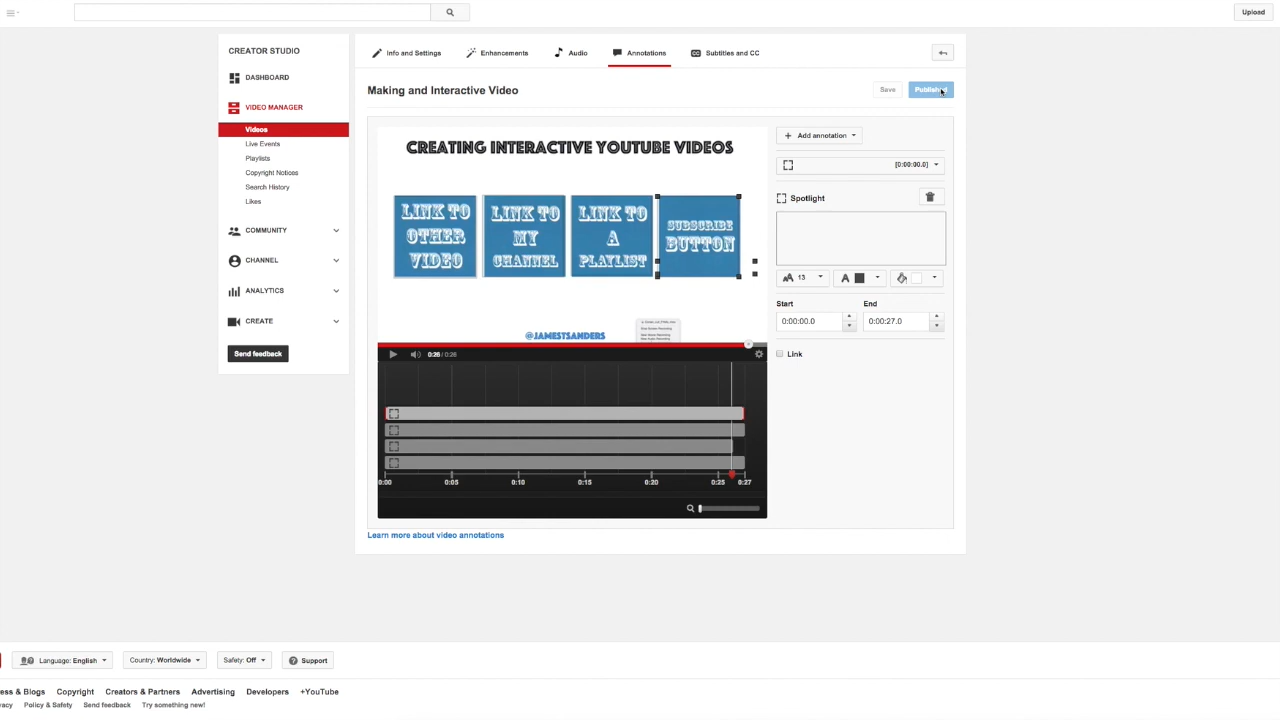 Upload
CREATOR STUDIO
DASHBOARD
VIDEO MANAGER
Videos
Live Events
Playlists
Copyright Notices
Search History
Likes
COMMUNITY
CHANNEL
ANALYTICS
CREATE
Send feedback
Info and Settings
Enhancements
Audio
Annotations
CC Subtitles and CC
Making and Interactive Video
Save
Published
CREATING INTERACTIVE YOUTUBE VIDEOS
LINK TO OTHER VIDEO
LINK TO MY CHANNEL
LINK TO A PLAYLIST
SUBSCRIBE BUTTON
@JAMESTSANDERS
0:26 / 0:26
0:00 0:05 0:10 0:15 0:20 0:25 0:27
+ Add annotation
[0:00:00.0]
Spotlight
AA 13
A
Start
End
0:00:00.0
0:00:27.0
Link
Learn more about video annotations
Language: English
Country: Worldwide
Safety: Off
Support
ess & Blogs Copyright Creators & Partners Advertising Developers +YouTube
vacy Policy & Safety Send feedback Try something new!